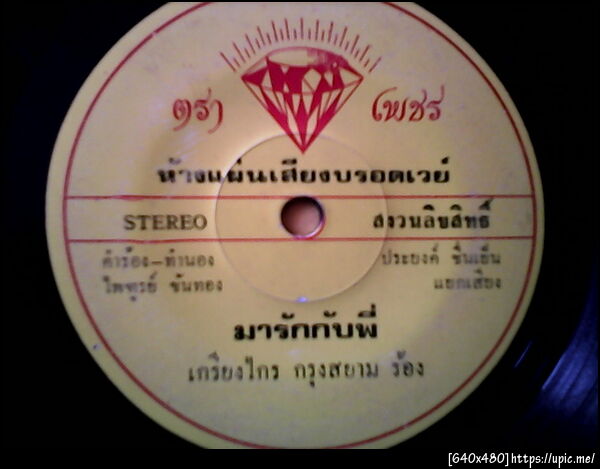 ตรา เพชร
ห้างแผ่นเสียงบรอดเวย์
STEREO สงวนลิขสิทธิ์
คำร้อง-ทำนอง ประยงค์ ชื่นเย็น
ไพฑูรย์ ขันทอง แยกเสียง
มารักกับพี่
เกรียงไกร กรุงสยาม ร้อง
[640x480]https://upic.me/